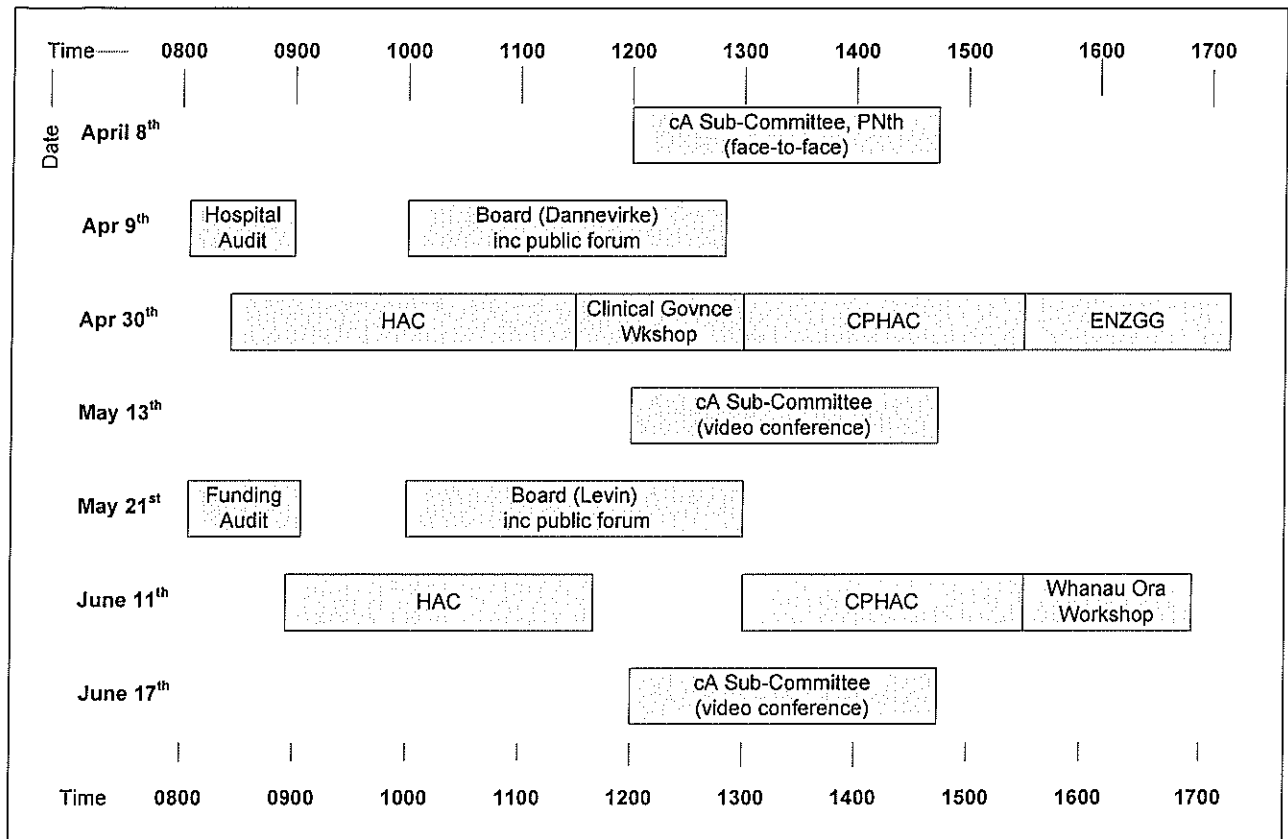 Time 0800 0900 1000 1100 1200 1300 1400 1500 1600 1700
Date
April 8th
cA Sub-Committee, PNth
(face-to-face)
Apr 9th
Hospital
Audit
Board (Dannevirke)
inc public forum
Apr 30th
HAC
Clinical Govnce
Wkshop
CPHAC
ENZGG
May 13th
cA Sub-Committee
(video conference)
May 21st
Funding
Audit
Board (Levin)
inc public forum
June 11th
HAC
CPHAC
Whanau Ora
Workshop
June 17th
cA Sub-Committee
(video conference)
Time 0800 0900 1000 1100 1200 1300 1400 1500 1600 1700